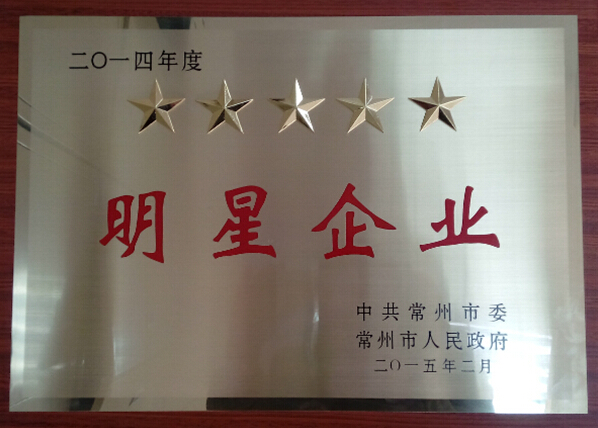 二〇一四年度
明星企业
中共常州市委
常州市人民政府
二〇一五年二月